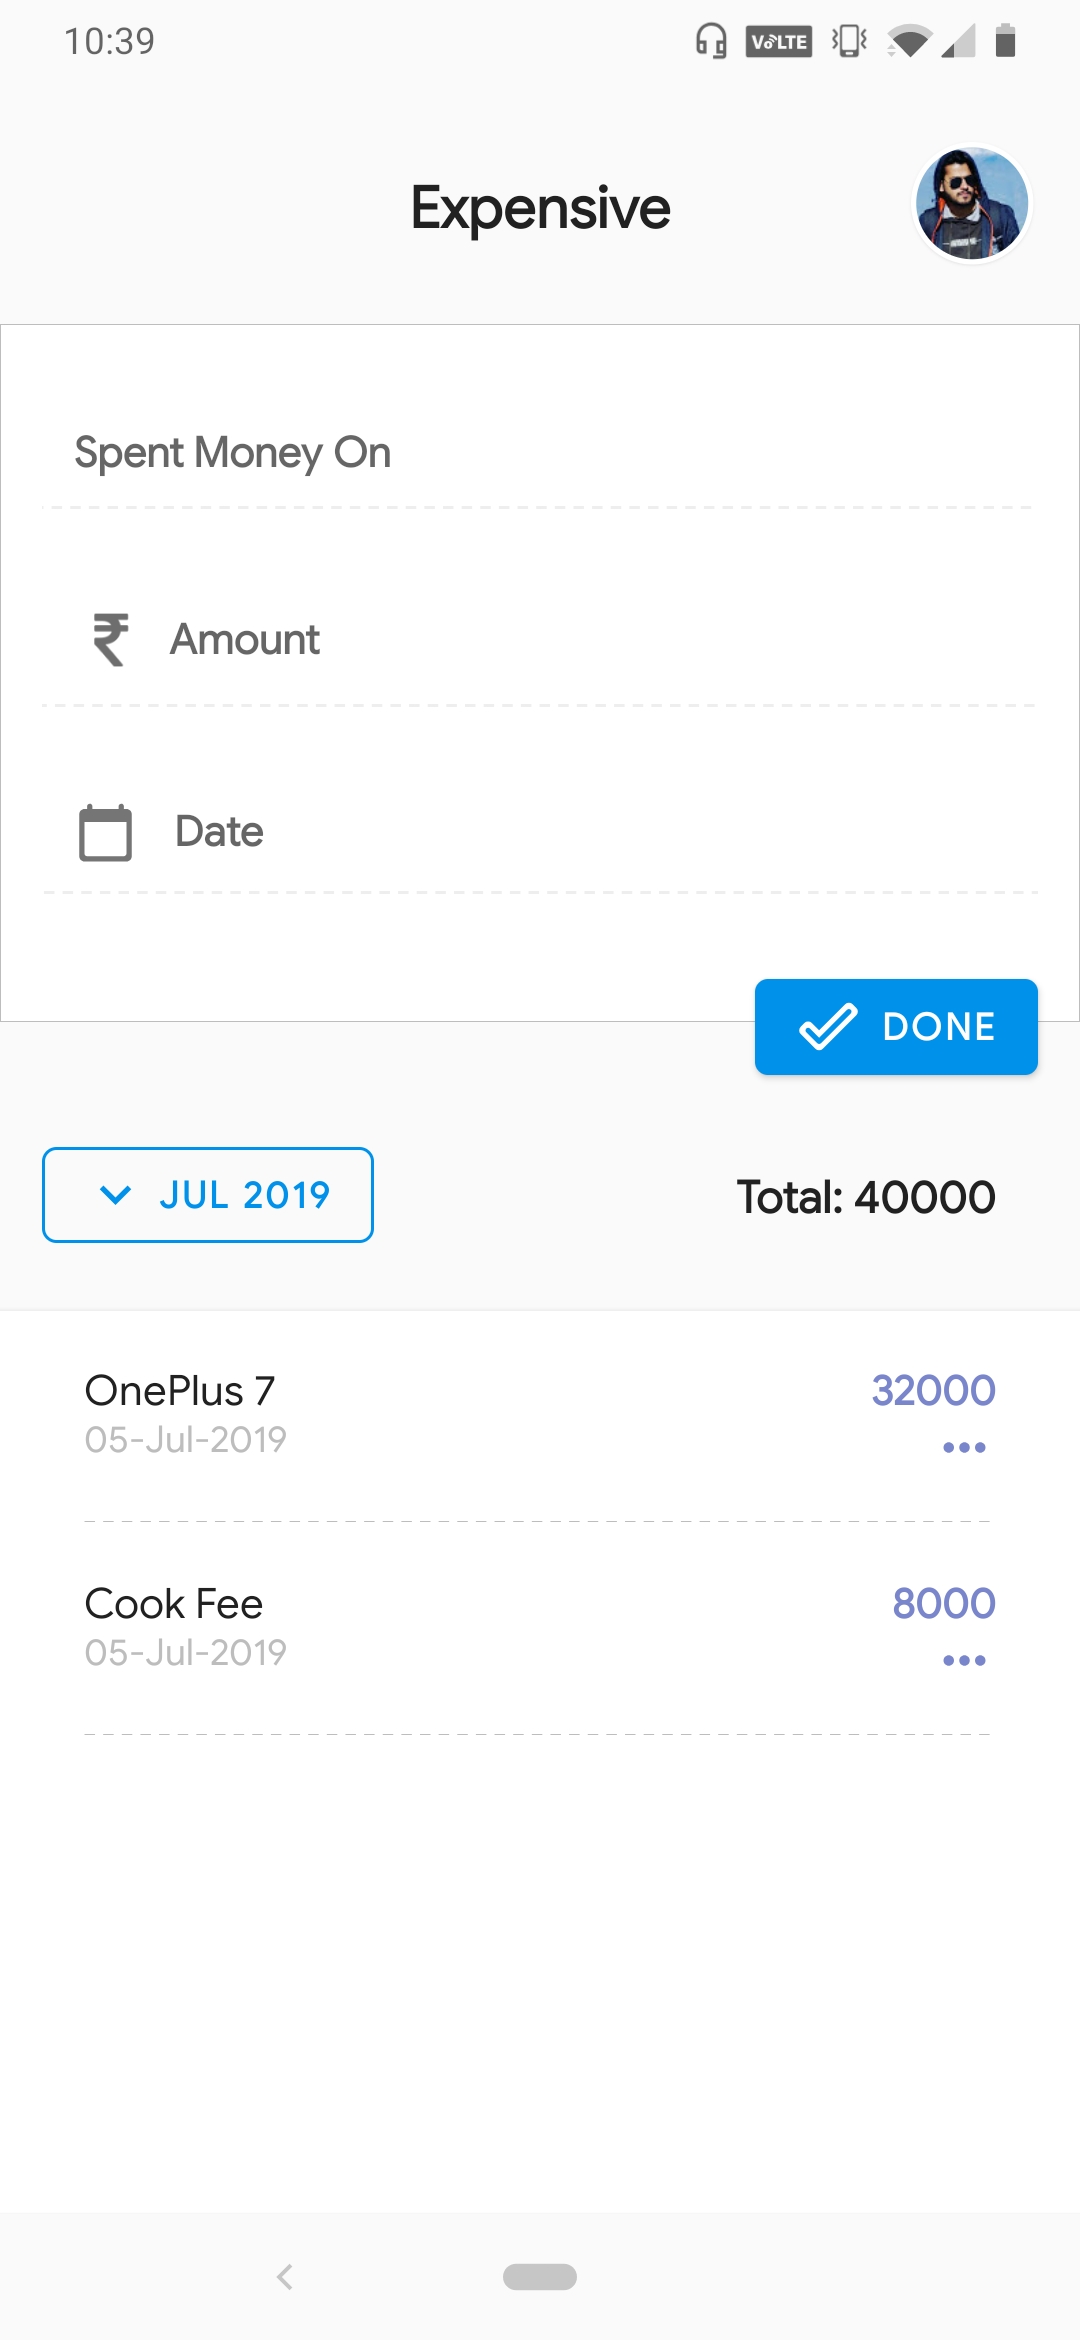 10:39
VoLTE
Expensive
Spent Money On
₹ Amount
Date
DONE
JUL 2019
Total: 40000
OnePlus 7
32000
05-Jul-2019
Cook Fee
8000
05-Jul-2019